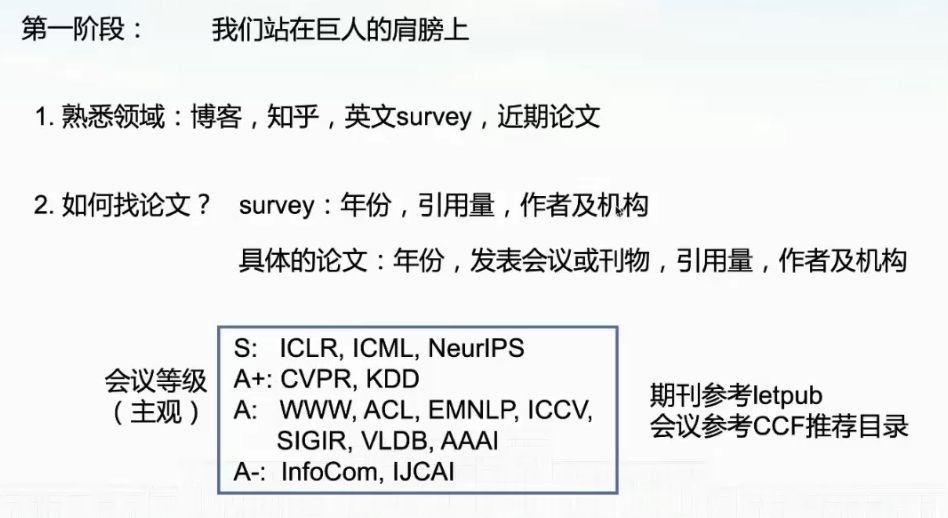 第一阶段： 我们站在巨人的肩膀上
1. 熟悉领域：博客，知乎，英文survey，近期论文
2. 如何找论文？ survey：年份，引用量，作者及机构
具体的论文：年份，发表会议或刊物，引用量，作者及机构
会议等级
（主观）
S: ICLR, ICML, NeurIPS
A+: CVPR, KDD
A: WWW, ACL, EMNLP, ICCV,
SIGIR, VLDB, AAAI
A-: InfoCom, IJCAI
期刊参考letpub
会议参考CCF推荐目录